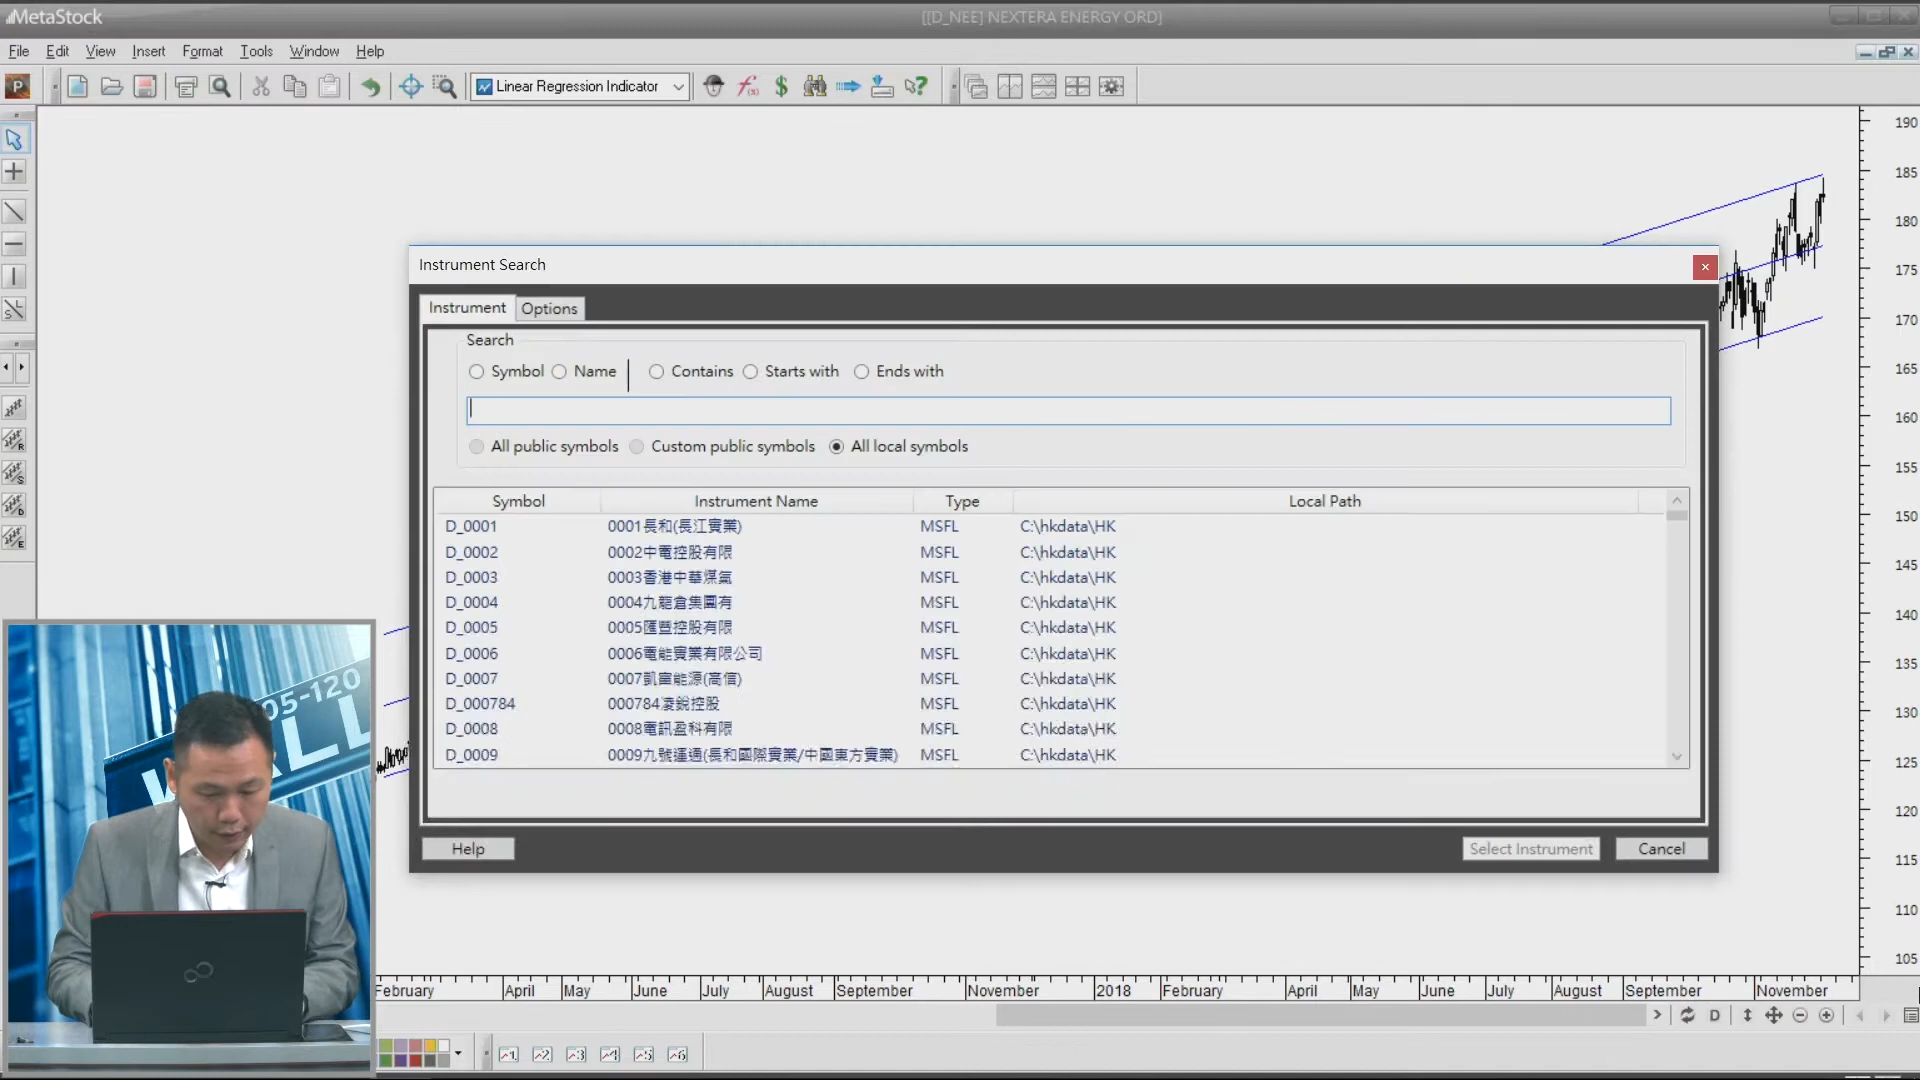 MetaStock
[[D_NEE] NEXTERA ENERGY ORD]
File Edit View Insert Format Tools Window Help
P
Linear Regression Indicator
190
185
180
175
170
165
160
155
150
145
140
135
130
125
120
115
110
105
Instrument Search
Instrument Options
Search
Symbol Name Contains Starts with Ends with
All public symbols Custom public symbols All local symbols
Symbol Instrument Name Type Local Path
D_0001 0001長和(長江實業) MSFL C:\hkdata\HK
D_0002 0002中電控股有限 MSFL C:\hkdata\HK
D_0003 0003香港中華煤氣 MSFL C:\hkdata\HK
D_0004 0004九龍倉集團有 MSFL C:\hkdata\HK
D_0005 0005匯豐控股有限 MSFL C:\hkdata\HK
D_0006 0006電能實業有限公司 MSFL C:\hkdata\HK
D_0007 0007凱富能源(高信) MSFL C:\hkdata\HK
D_000784 000784凌銳控股 MSFL C:\hkdata\HK
D_0008 0008電訊盈科有限 MSFL C:\hkdata\HK
D_0009 0009九號運通(長和國際實業/中國東方實業) MSFL C:\hkdata\HK
Help Select Instrument Cancel
05-120
WALL
February April May June July August September November 2018 February April May June July August September November
D
1 2 3 4 5 6